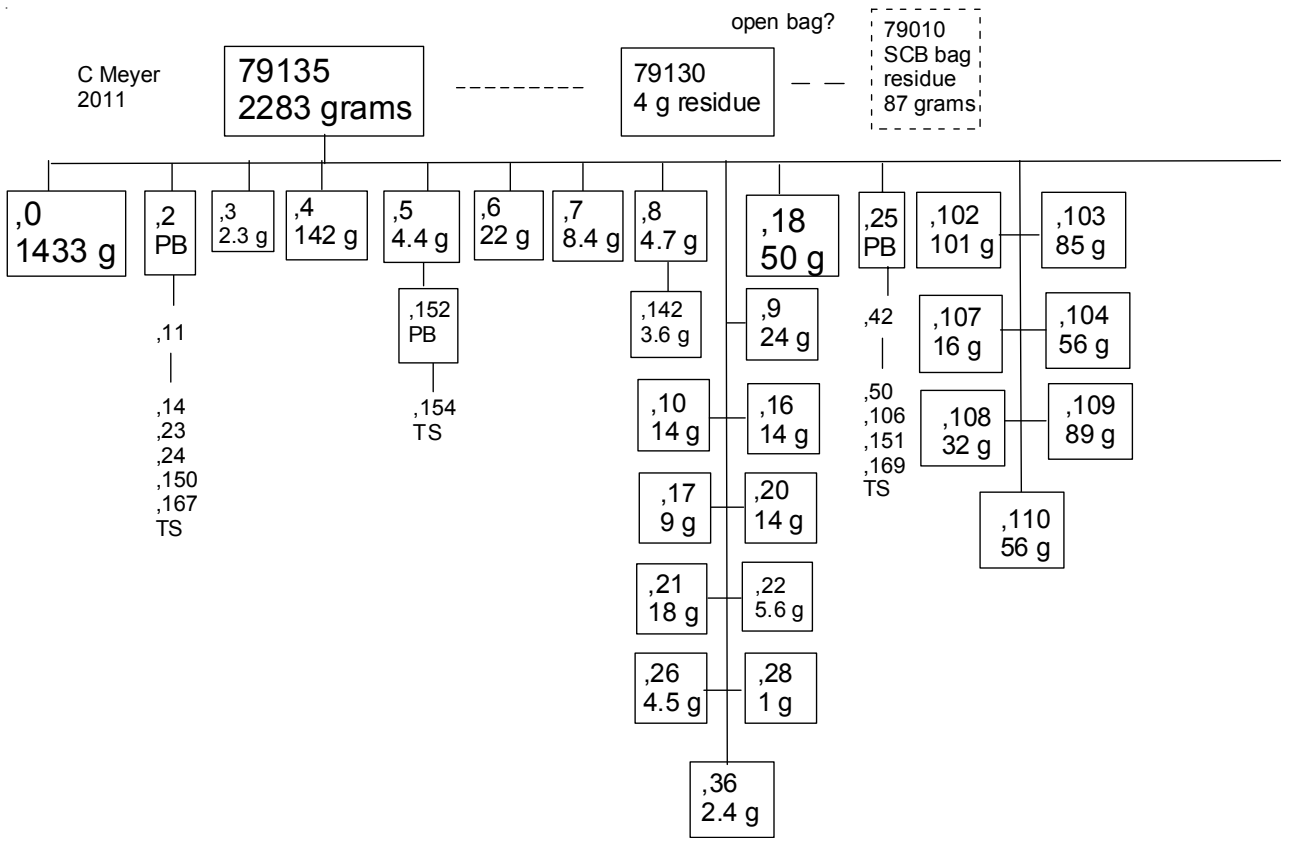 open bag?
C Meyer
2011
79135
2283 grams
79130
4 g residue
79010
SCB bag
residue
87 grams
,0
1433 g
,2
PB
,11
,14
,23
,24
,150
,167
TS
,3
2.3 g
,4
142 g
,5
4.4 g
,152
PB
,154
TS
,6
22 g
,7
8.4 g
,8
4.7 g
,142
3.6 g
,9
24 g
,10
14 g
,16
14 g
,17
9 g
,20
14 g
,21
18 g
,22
5.6 g
,26
4.5 g
,28
1 g
,36
2.4 g
,18
50 g
,25
PB
,42
,50
,106
,151
,169
TS
,102
101 g
,103
85 g
,107
16 g
,104
56 g
,108
32 g
,109
89 g
,110
56 g